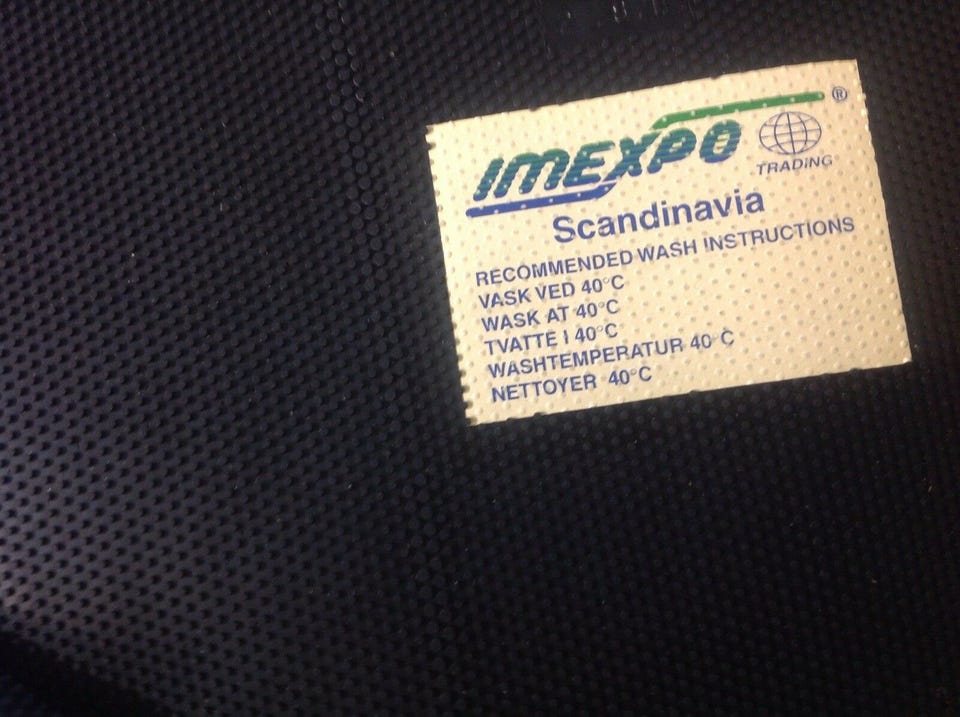 IMEXPO ®
TRADING
Scandinavia
RECOMMENDED WASH INSTRUCTIONS
VASK VED 40°C
WASK AT 40°C
TVATTE I 40°C
WASHTEMPERATUR 40°C
NETTOYER 40°C